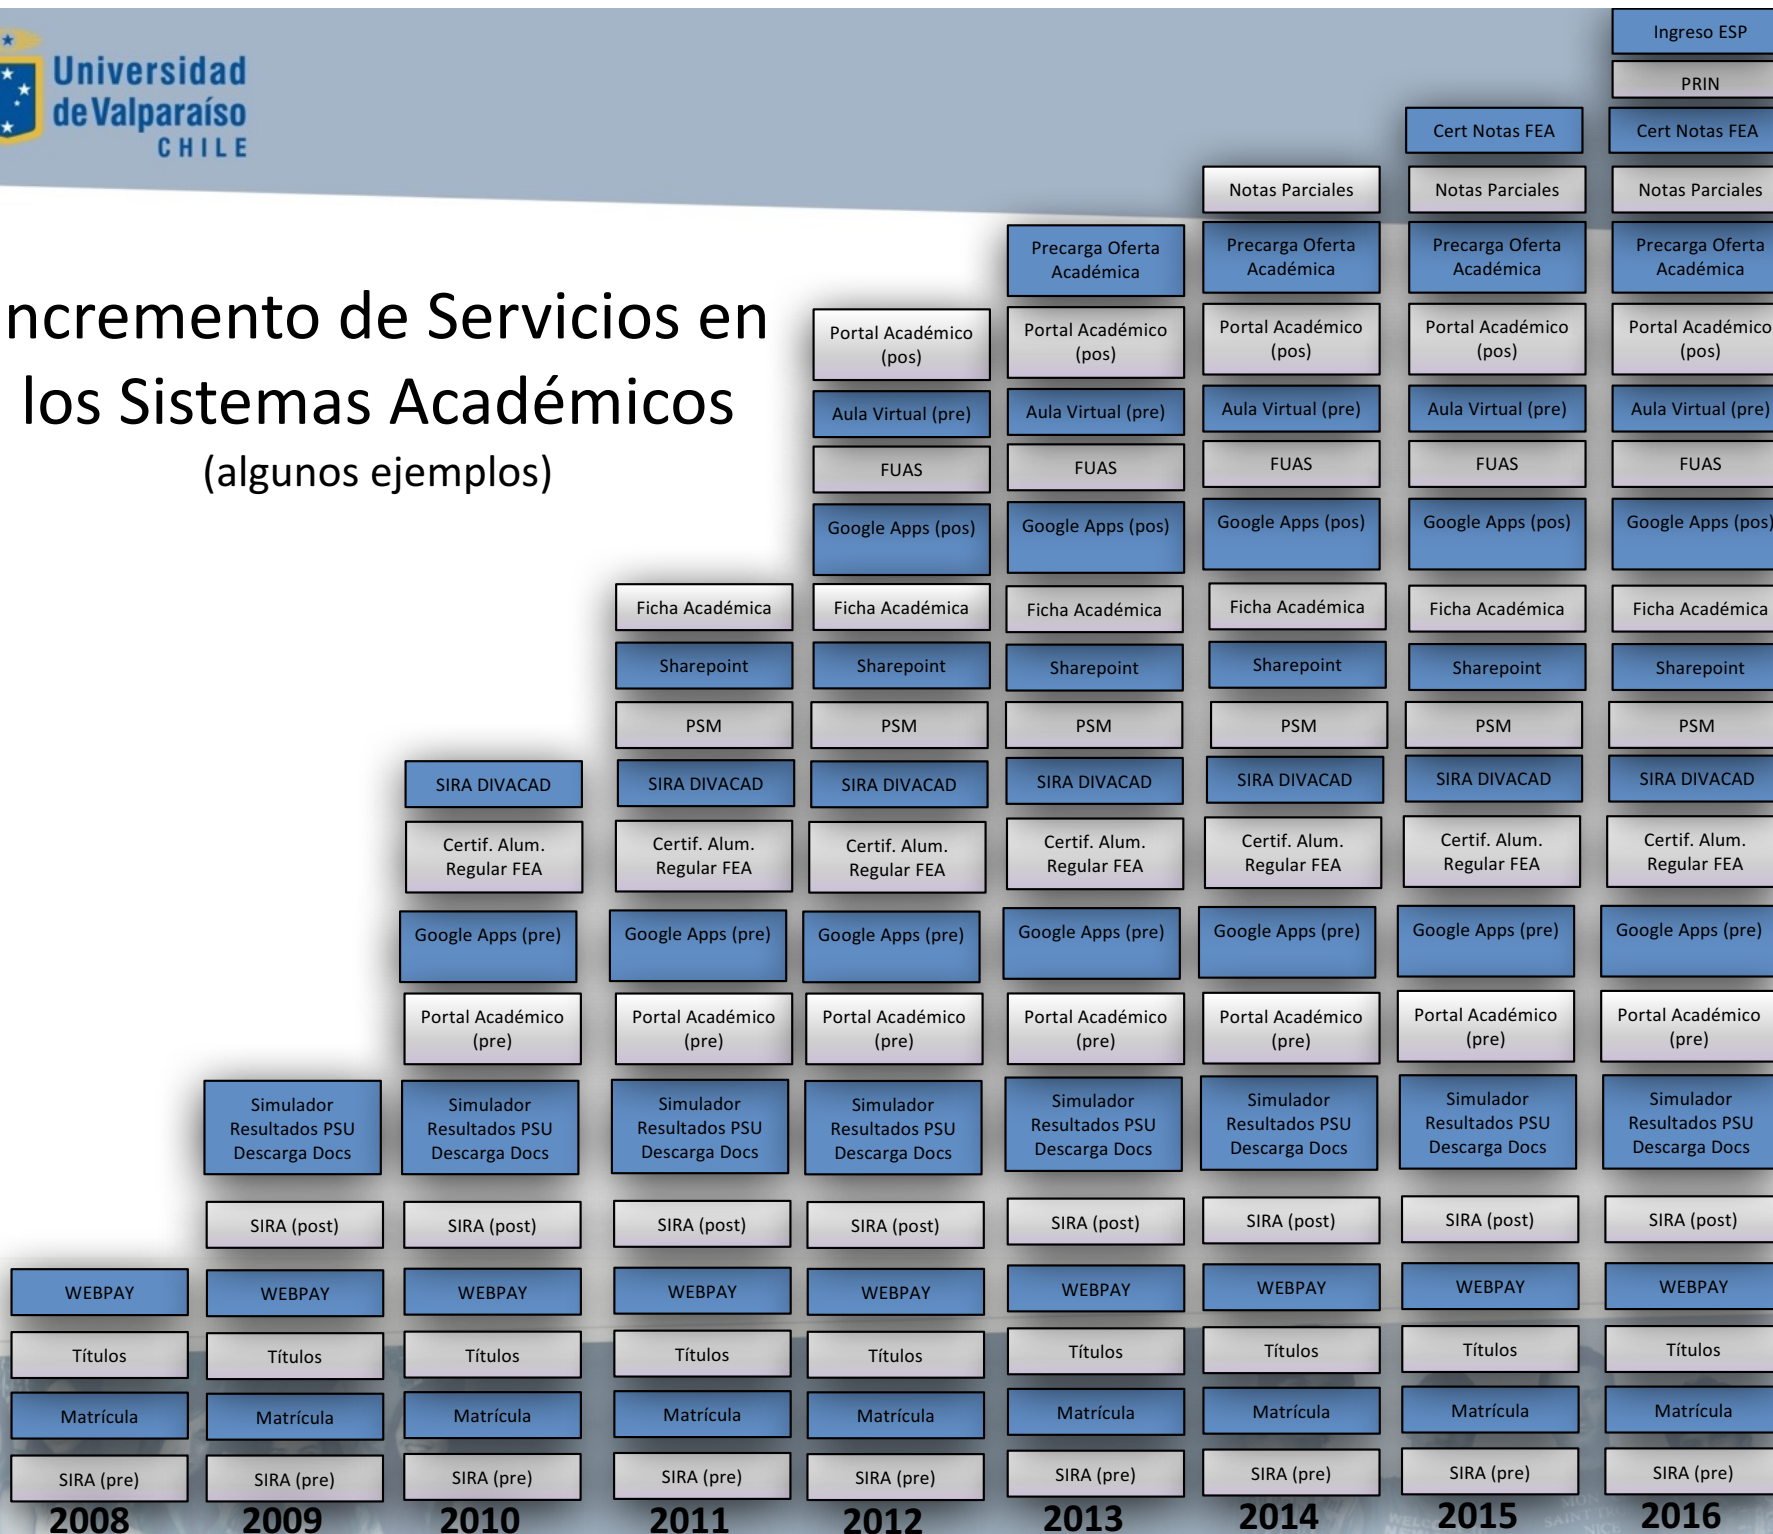 Universidad
de Valparaíso
CHILE
ncremento de Servicios en
los Sistemas Académicos
(algunos ejemplos)
WEBPAY
Títulos
Matrícula
SIRA (pre)
2008
Simulador
Resultados PSU
Descarga Docs
SIRA (post)
WEBPAY
Títulos
Matrícula
SIRA (pre)
2009
SIRA DIVACAD
Certif. Alum.
Regular FEA
Google Apps (pre)
Portal Académico
(pre)
Simulador
Resultados PSU
Descarga Docs
SIRA (post)
WEBPAY
Títulos
Matrícula
SIRA (pre)
2010
Ficha Académica
Sharepoint
PSM
SIRA DIVACAD
Certif. Alum.
Regular FEA
Google Apps (pre)
Portal Académico
(pre)
Simulador
Resultados PSU
Descarga Docs
SIRA (post)
WEBPAY
Títulos
Matrícula
SIRA (pre)
2011
Portal Académico
(pos)
Aula Virtual (pre)
FUAS
Google Apps (pos)
Ficha Académica
Sharepoint
PSM
SIRA DIVACAD
Certif. Alum.
Regular FEA
Google Apps (pre)
Portal Académico
(pre)
Simulador
Resultados PSU
Descarga Docs
SIRA (post)
WEBPAY
Títulos
Matrícula
SIRA (pre)
2012
Precarga Oferta
Académica
Portal Académico
(pos)
Aula Virtual (pre)
FUAS
Google Apps (pos)
Ficha Académica
Sharepoint
PSM
SIRA DIVACAD
Certif. Alum.
Regular FEA
Google Apps (pre)
Portal Académico
(pre)
Simulador
Resultados PSU
Descarga Docs
SIRA (post)
WEBPAY
Títulos
Matrícula
SIRA (pre)
2013
Notas Parciales
Precarga Oferta
Académica
Portal Académico
(pos)
Aula Virtual (pre)
FUAS
Google Apps (pos)
Ficha Académica
Sharepoint
PSM
SIRA DIVACAD
Certif. Alum.
Regular FEA
Google Apps (pre)
Portal Académico
(pre)
Simulador
Resultados PSU
Descarga Docs
SIRA (post)
WEBPAY
Títulos
Matrícula
SIRA (pre)
2014
Cert Notas FEA
Notas Parciales
Precarga Oferta
Académica
Portal Académico
(pos)
Aula Virtual (pre)
FUAS
Google Apps (pos)
Ficha Académica
Sharepoint
PSM
SIRA DIVACAD
Certif. Alum.
Regular FEA
Google Apps (pre)
Portal Académico
(pre)
Simulador
Resultados PSU
Descarga Docs
SIRA (post)
WEBPAY
Títulos
Matrícula
SIRA (pre)
2015
Ingreso ESP
PRIN
Cert Notas FEA
Notas Parciales
Precarga Oferta
Académica
Portal Académico
(pos)
Aula Virtual (pre)
FUAS
Google Apps (pos)
Ficha Académica
Sharepoint
PSM
SIRA DIVACAD
Certif. Alum.
Regular FEA
Google Apps (pre)
Portal Académico
(pre)
Simulador
Resultados PSU
Descarga Docs
SIRA (post)
WEBPAY
Títulos
Matrícula
SIRA (pre)
2016